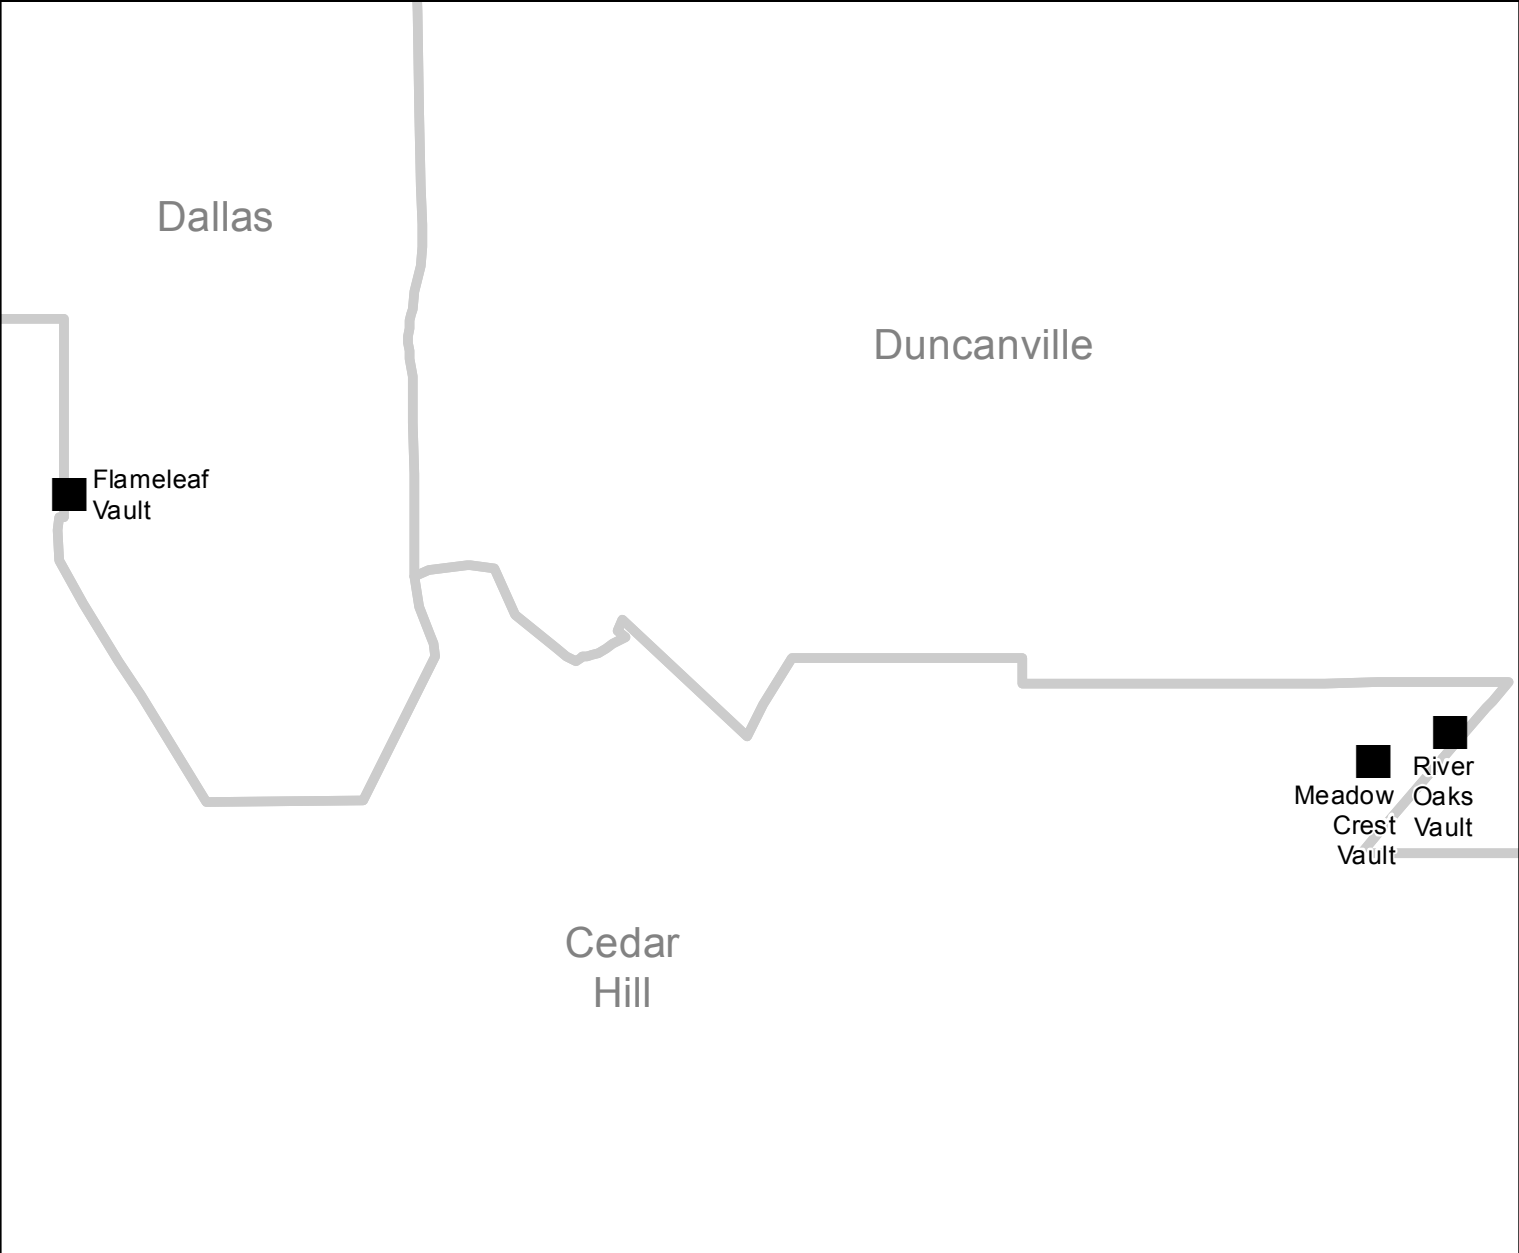 Dallas
Duncanville
Flameleaf
Vault
River
Oaks
Vault
Meadow
Crest
Vault
Cedar
Hill